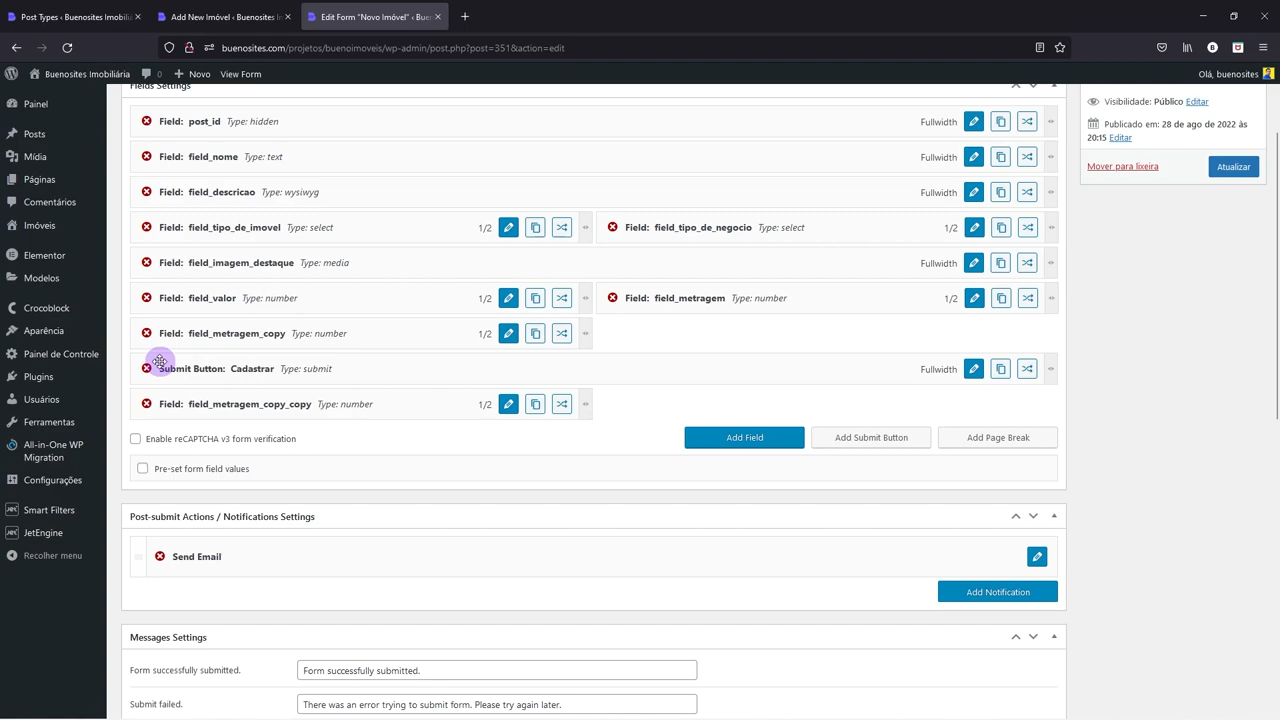 Post Types ‹ Buenosites Imobiliá
Add New Imóvel ‹ Buenosites Im
Edit Form "Novo Imóvel" ‹ Buen
buenosites.com/projetos/buenoimoveis/wp-admin/post.php?post=351&action=edit
Buenosites Imobiliária 0 Novo View Form Olá, buenosites
Painel
Posts
Mídia
Páginas
Comentários
Imóveis
Elementor
Modelos
Crocoblock
Aparência
Painel de Controle
Plugins
Usuários
Ferramentas
All-in-One WP
Migration
Configurações
Smart Filters
JetEngine
Recolher menu
Fields Settings
Field: post_id Type: hidden Fullwidth
Field: field_nome Type: text Fullwidth
Field: field_descricao Type: wysiwyg Fullwidth
Field: field_tipo_de_imovel Type: select 1/2
Field: field_tipo_de_negocio Type: select 1/2
Field: field_imagem_destaque Type: media Fullwidth
Field: field_valor Type: number 1/2
Field: field_metragem Type: number 1/2
Field: field_metragem_copy Type: number 1/2
Submit Button: Cadastrar Type: submit Fullwidth
Field: field_metragem_copy_copy Type: number 1/2
Enable reCAPTCHA v3 form verification
Add Field
Add Submit Button
Add Page Break
Pre-set form field values
Post-submit Actions / Notifications Settings
Send Email
Add Notification
Messages Settings
Form successfully submitted. Form successfully submitted.
Submit failed. There was an error trying to submit form. Please try again later.
Visibilidade: Público Editar
Publicado em: 28 de ago de 2022 às
20:15 Editar
Mover para lixeira
Atualizar